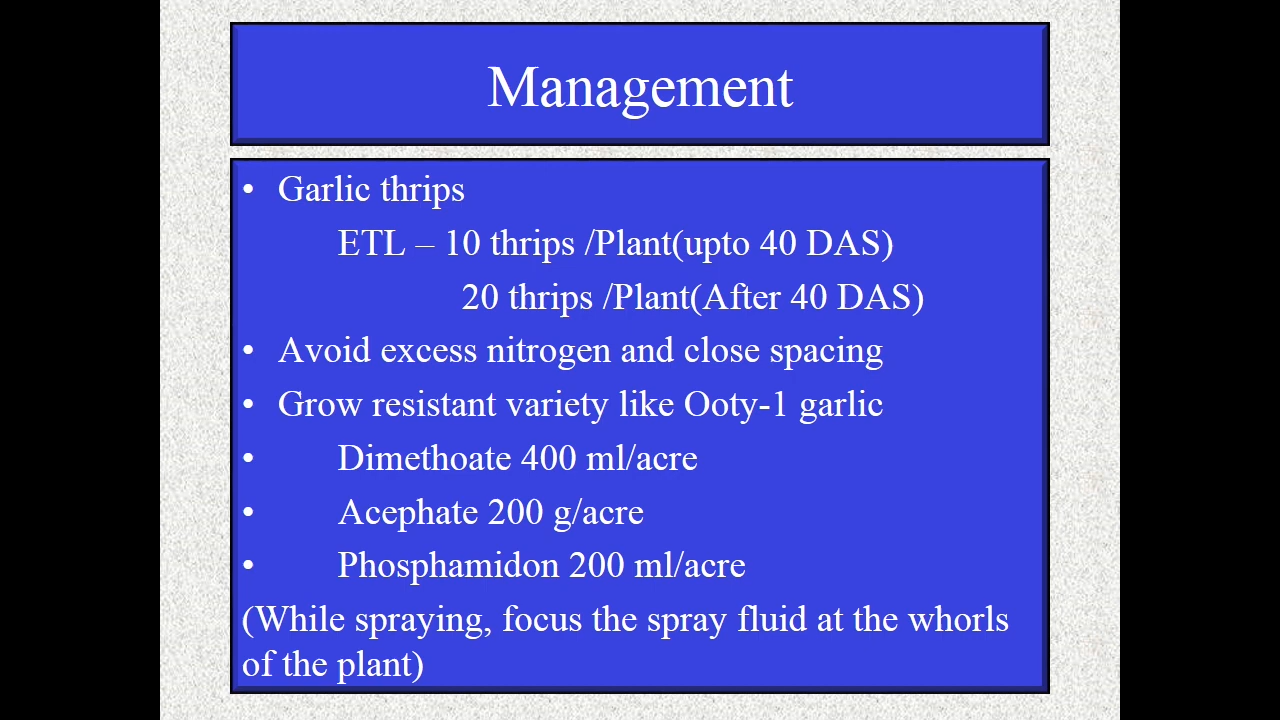 Management
• Garlic thrips
ETL – 10 thrips /Plant(upto 40 DAS)
20 thrips /Plant(After 40 DAS)
• Avoid excess nitrogen and close spacing
• Grow resistant variety like Ooty-1 garlic
• Dimethoate 400 ml/acre
• Acephate 200 g/acre
• Phosphamidon 200 ml/acre
(While spraying, focus the spray fluid at the whorls
of the plant)